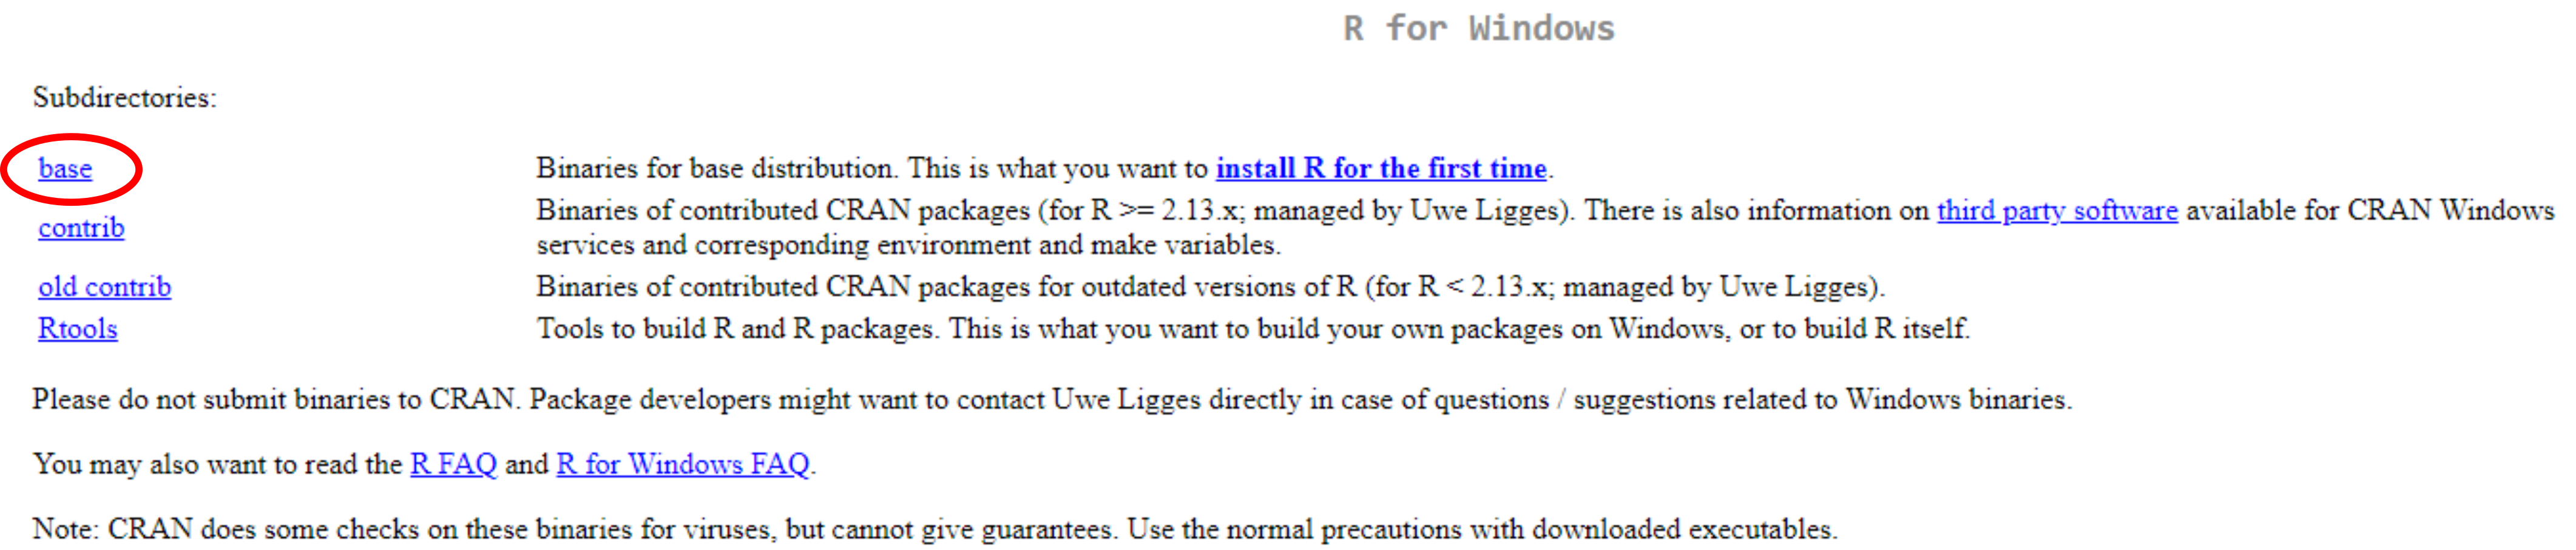 R for Windows
Subdirectories:
base Binaries for base distribution. This is what you want to install R for the first time.
contrib Binaries of contributed CRAN packages (for R >= 2.13.x; managed by Uwe Ligges). There is also information on third party software available for CRAN Windows
services and corresponding environment and make variables.
old contrib Binaries of contributed CRAN packages for outdated versions of R (for R < 2.13.x; managed by Uwe Ligges).
Rtools Tools to build R and R packages. This is what you want to build your own packages on Windows, or to build R itself.
Please do not submit binaries to CRAN. Package developers might want to contact Uwe Ligges directly in case of questions / suggestions related to Windows binaries.
You may also want to read the R FAQ and R for Windows FAQ.
Note: CRAN does some checks on these binaries for viruses, but cannot give guarantees. Use the normal precautions with downloaded executables.